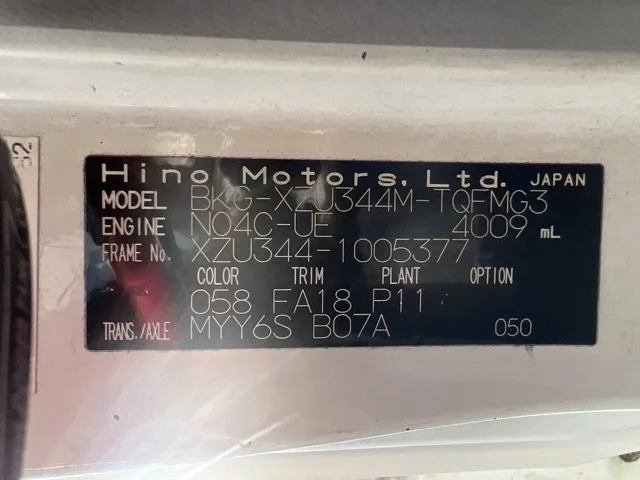 Hino Motors, Ltd. JAPAN
MODEL BKG-XZU344M-TQFMG3
ENGINE N04C-UE 4009 mL
FRAME No. XZU344-1005377
COLOR TRIM PLANT OPTION
058 FA18 P11
TRANS./AXLE MYY6S B07A 050
52